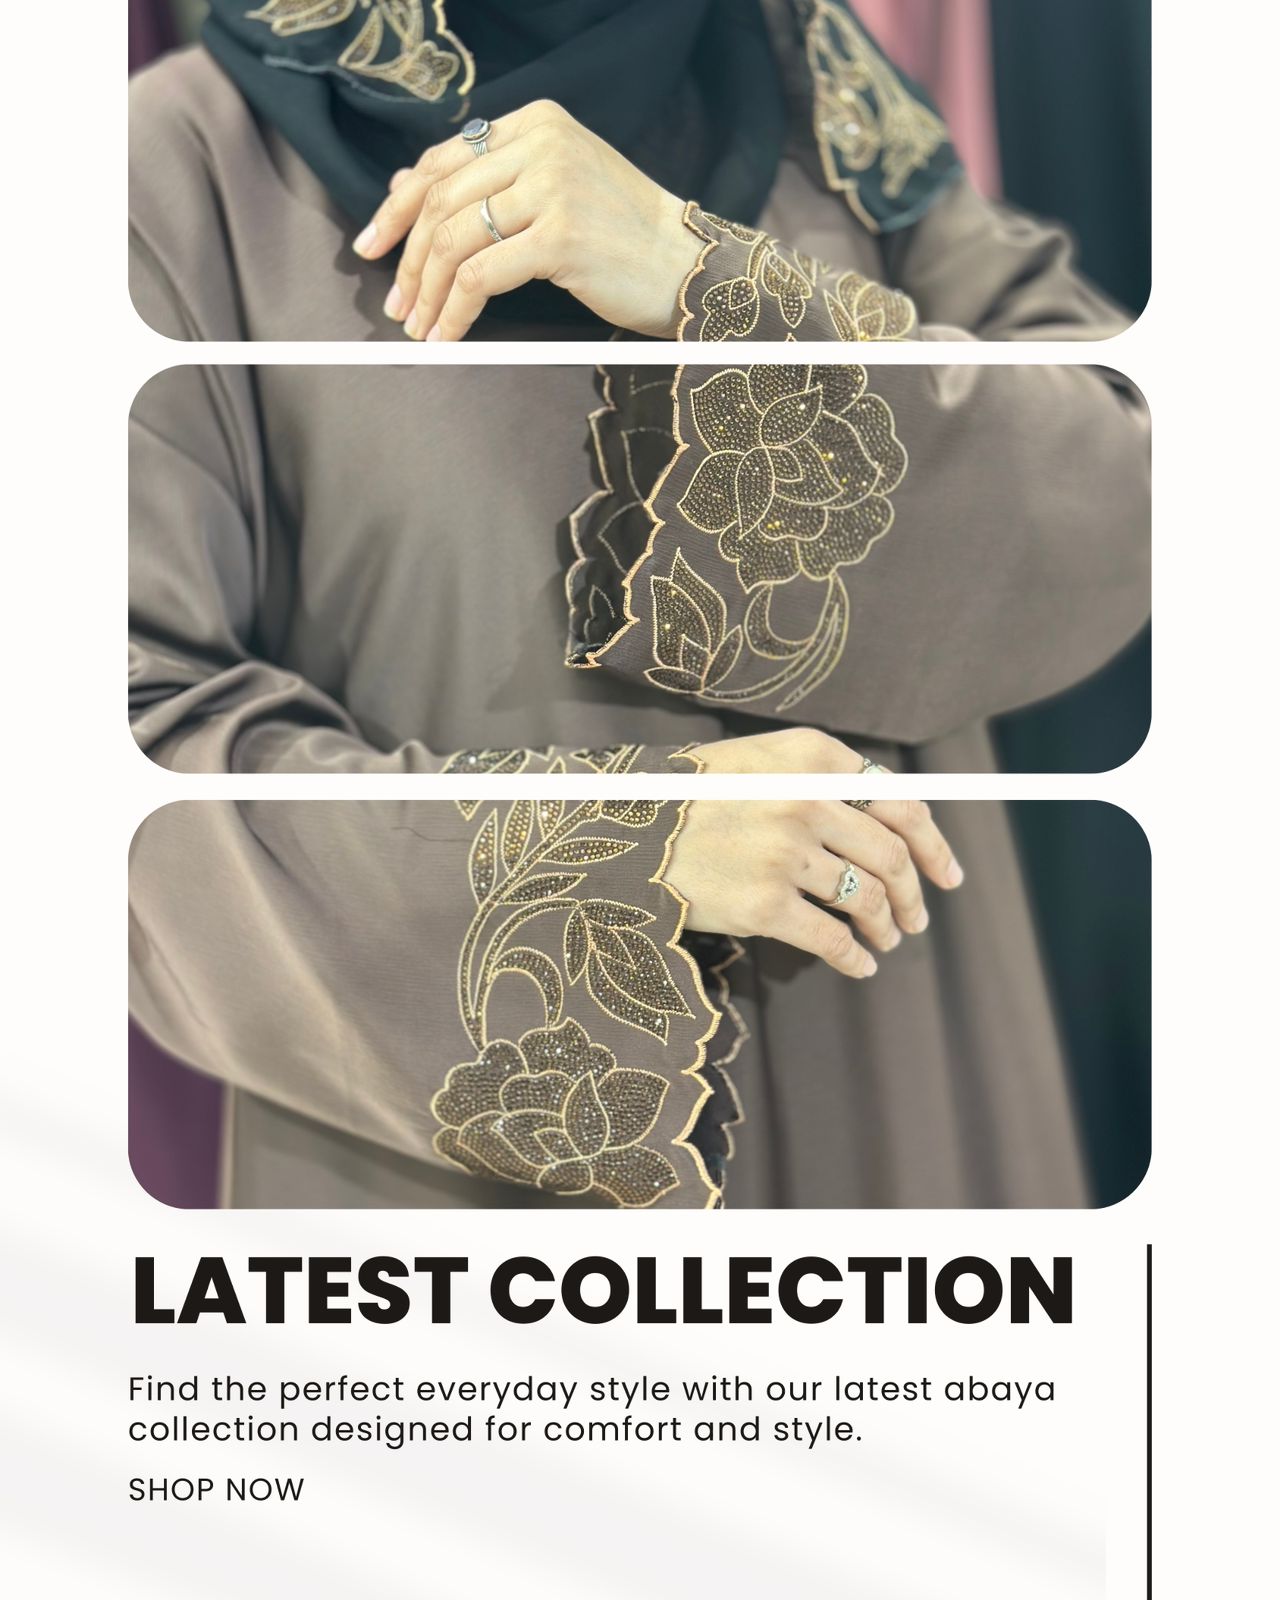 LATEST COLLECTION
Find the perfect everyday style with our latest abaya
collection designed for comfort and style.
SHOP NOW